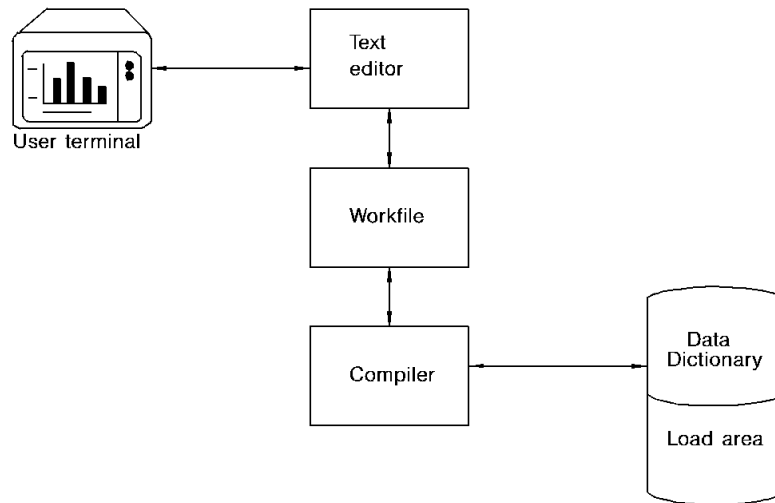 Text
editor
User terminal
Workfile
Compiler
Data
Dictionary
Load area